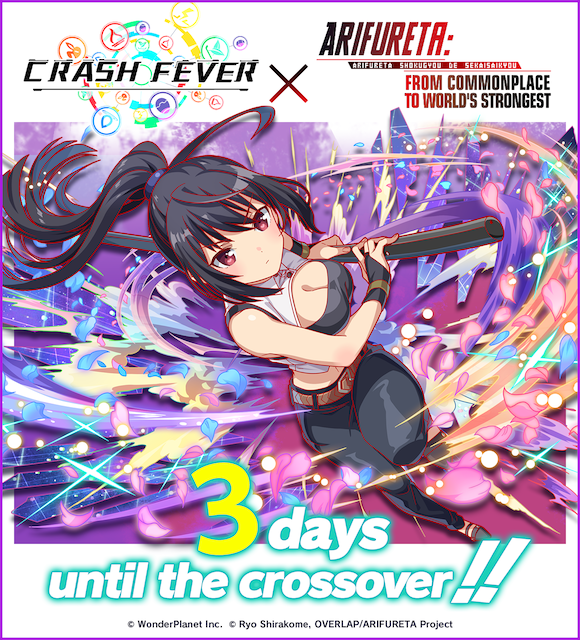 CRASH FEVER
×
ARIFURETA:
ARIFURETA SHOKUGYOU DE SEKAISAIKYOU
FROM COMMONPLACE
TO WORLD'S STRONGEST
3 days
until the crossover!!
© WonderPlanet Inc. © Ryo Shirakome, OVERLAP/ARIFURETA Project